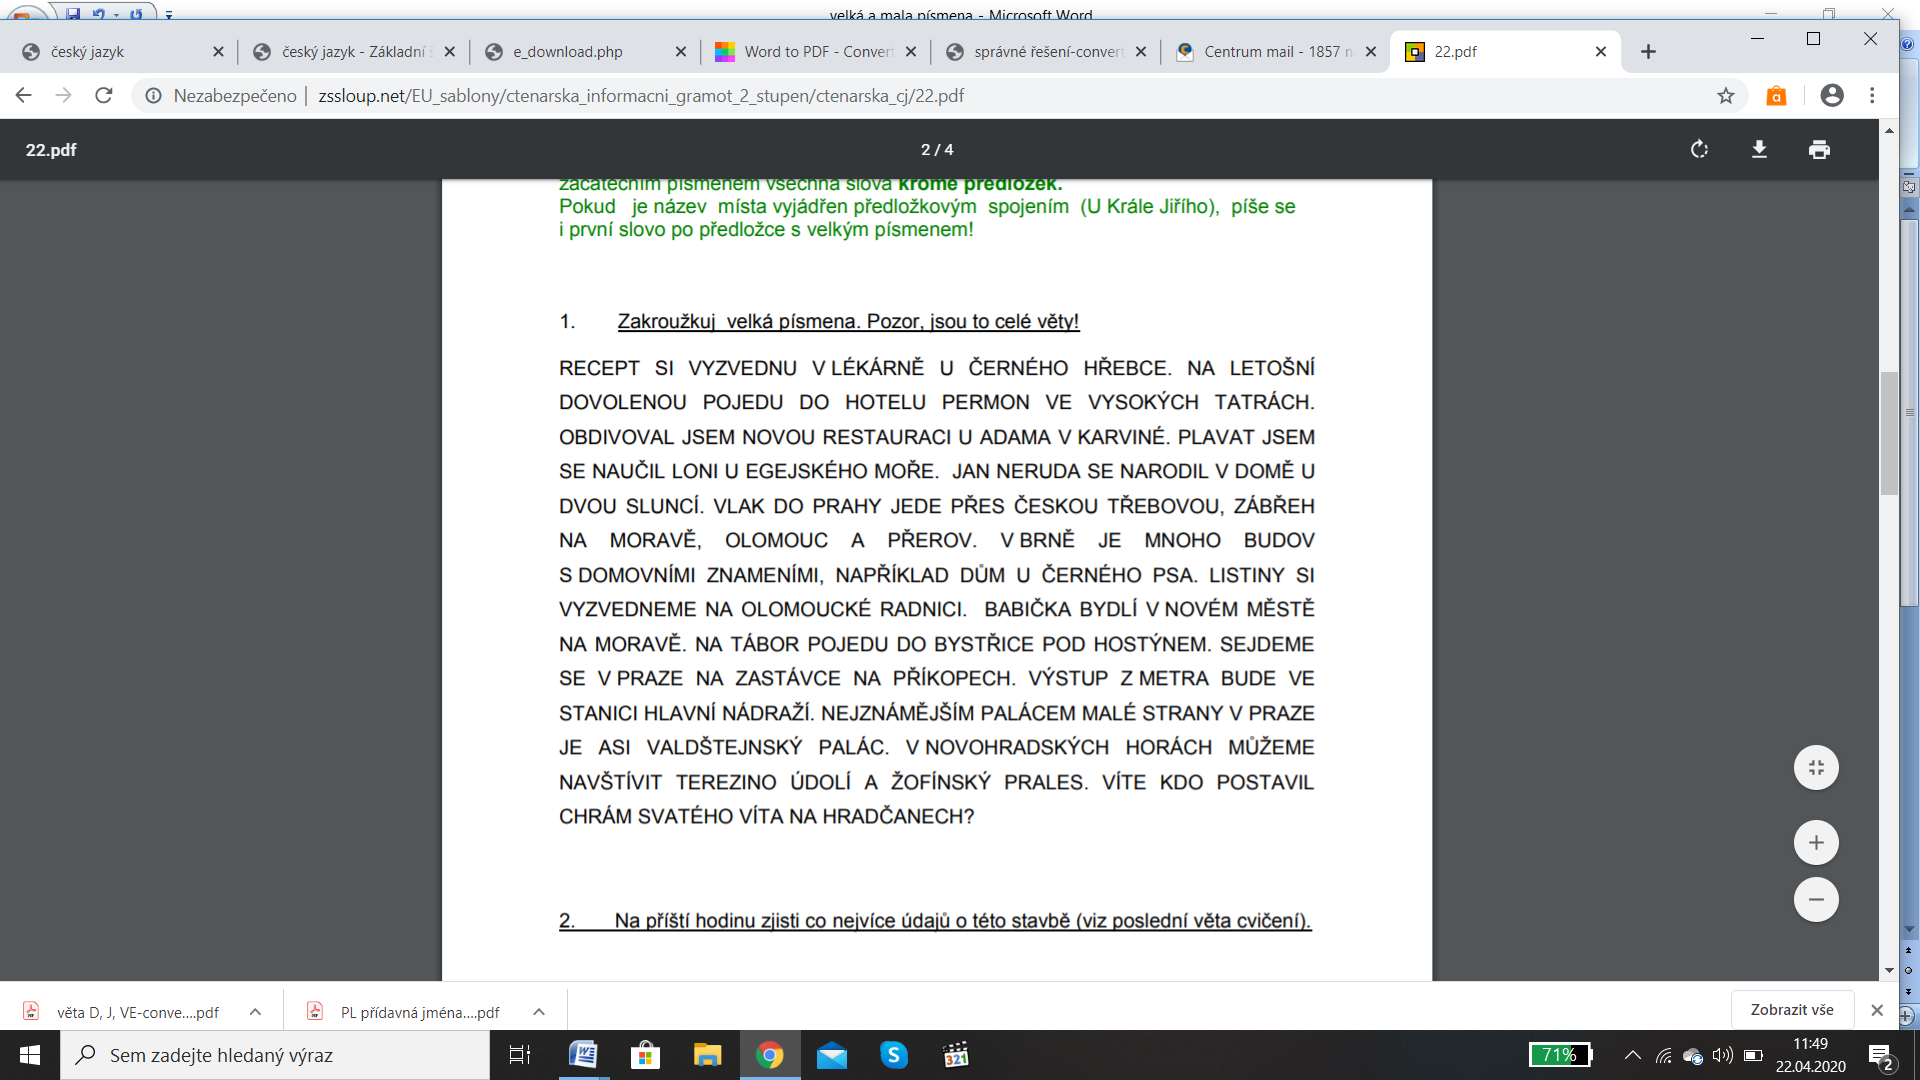 velká a mala písmena - Microsoft Word
český jazyk
český jazyk - Základní š
e_download.php
Word to PDF - Convert
správné řešení-convert
Centrum mail - 1857 n
22.pdf
Nezabezpečeno
zssloup.net/EU_sablony/ctenarska_informacni_gramot_2_stupen/ctenarska_cj/22.pdf
22.pdf
2 / 4
začátečním písmenem všechna slova kromě předložek.
Pokud je název místa vyjádřen předložkovým spojením (U Krále Jiřího), píše se
i první slovo po předložce s velkým písmenem!
1. Zakroužkuj velká písmena. Pozor, jsou to celé věty!
RECEPT SI VYZVEDNU V LÉKÁRNĚ U ČERNÉHO HŘEBCE. NA LETOŠNÍ
DOVOLENOU POJEDU DO HOTELU PERMON VE VYSOKÝCH TATRÁCH.
OBDIVOVAL JSEM NOVOU RESTAURACI U ADAMA V KARVINÉ. PLAVAT JSEM
SE NAUČIL LONI U EGEJSKÉHO MOŘE. JAN NERUDA SE NARODIL V DOMĚ U
DVOU SLUNCÍ. VLAK DO PRAHY JEDE PŘES ČESKOU TŘEBOVOU, ZÁBŘEH
NA MORAVĚ, OLOMOUC A PŘEROV. V BRNĚ JE MNOHO BUDOV
S DOMOVNÍMI ZNAMENÍMI, NAPŘÍKLAD DŮM U ČERNÉHO PSA. LISTINY SI
VYZVEDNEME NA OLOMOUCKÉ RADNICI. BABIČKA BYDLÍ V NOVÉM MĚSTĚ
NA MORAVĚ. NA TÁBOR POJEDU DO BYSTŘICE POD HOSTÝNEM. SEJDEME
SE V PRAZE NA ZASTÁVCE NA PŘÍKOPECH. VÝSTUP Z METRA BUDE VE
STANICI HLAVNÍ NÁDRAŽÍ. NEJZNÁMĚJŠÍM PALÁCEM MALÉ STRANY V PRAZE
JE ASI VALDŠTEJNSKÝ PALÁC. V NOVOHRADSKÝCH HORÁCH MŮŽEME
NAVŠTÍVIT TEREZINO ÚDOLÍ A ŽOFÍNSKÝ PRALES. VÍTE KDO POSTAVIL
CHRÁM SVATÉHO VÍTA NA HRADČANECH?
2. Na příští hodinu zjisti co nejvíce údajů o této stavbě (viz poslední věta cvičení).
věta D, J, VE-conve....pdf
PL přídavná jména....pdf
Zobrazit vše
Sem zadejte hledaný výraz
321
71%
11:49
22.04.2020
2